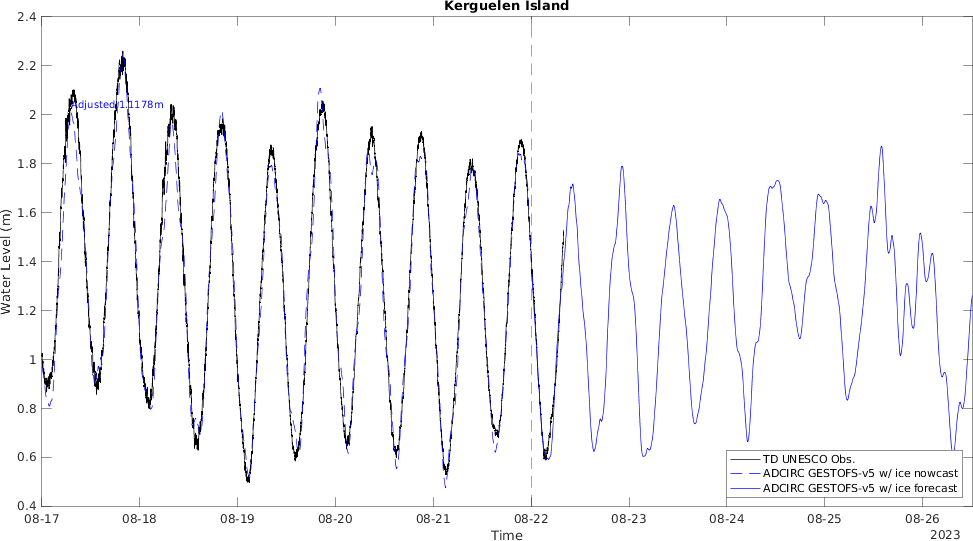 Kerguelen Island
2.4
2.2
2
1.8
1.6
1.4
1.2
1
0.8
0.6
0.4
Water Level (m)
Adjusted 1.1178m
TD UNESCO Obs.
ADCIRC GESTOFS-v5 w/ ice nowcast
ADCIRC GESTOFS-v5 w/ ice forecast
08-17 08-18 08-19 08-20 08-21 08-22 08-23 08-24 08-25 08-26
Time
2023